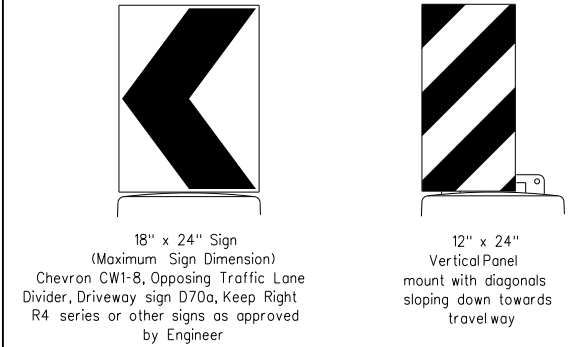 18" x 24" Sign
(Maximum Sign Dimension)
Chevron CW1-8, Opposing Traffic Lane
Divider, Driveway sign D70a, Keep Right
R4 series or other signs as approved
by Engineer
12" x 24"
Vertical Panel
mount with diagonals
sloping down towards
travel way